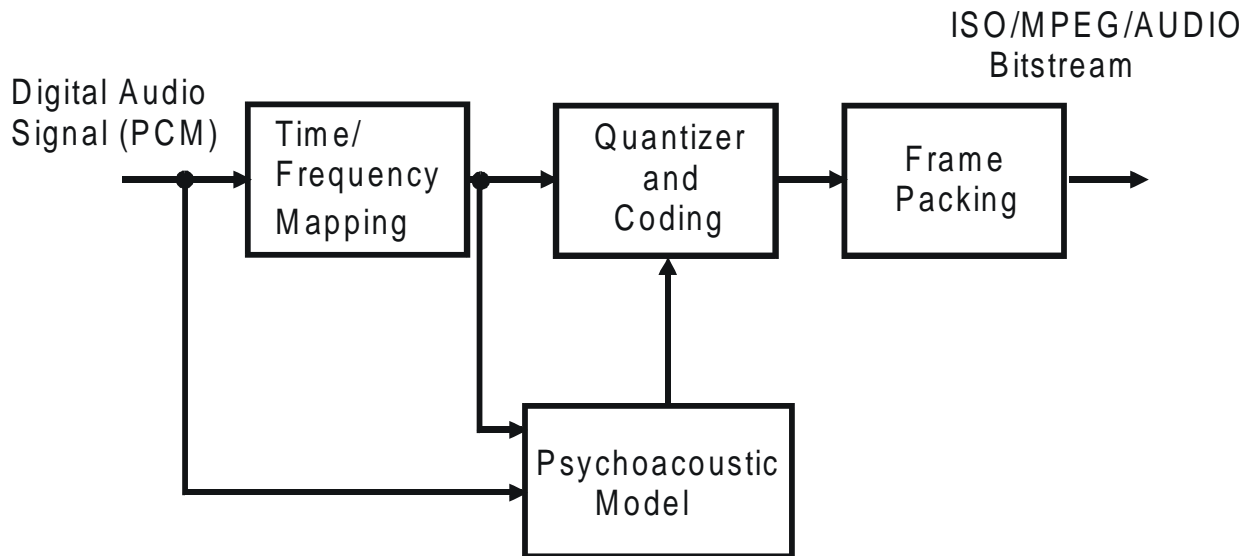 ISO/MPEG/AUDIO
Bitstream
Digital Audio
Signal (PCM)
Time/
Frequency
Mapping
Quantizer
and
Coding
Frame
Packing
Psychoacoustic
Model